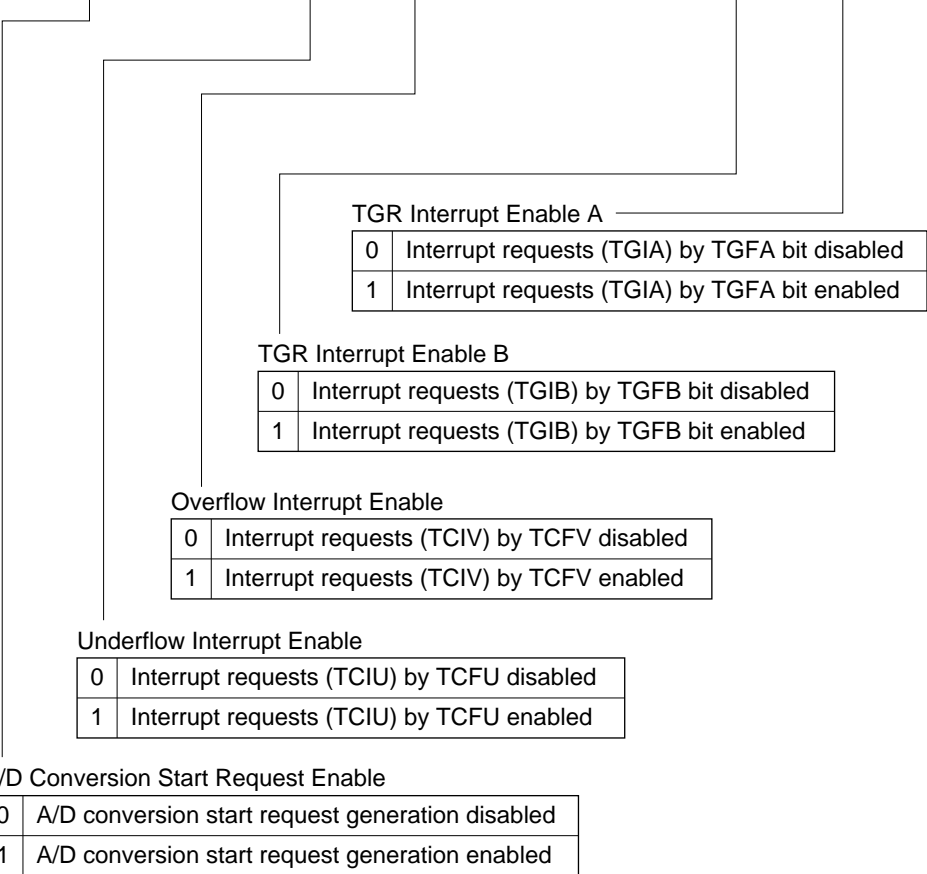 TGR Interrupt Enable A
0 Interrupt requests (TGIA) by TGFA bit disabled
1 Interrupt requests (TGIA) by TGFA bit enabled
TGR Interrupt Enable B
0 Interrupt requests (TGIB) by TGFB bit disabled
1 Interrupt requests (TGIB) by TGFB bit enabled
Overflow Interrupt Enable
0 Interrupt requests (TCIV) by TCFV disabled
1 Interrupt requests (TCIV) by TCFV enabled
Underflow Interrupt Enable
0 Interrupt requests (TCIU) by TCFU disabled
1 Interrupt requests (TCIU) by TCFU enabled
/D Conversion Start Request Enable
0 A/D conversion start request generation disabled
1 A/D conversion start request generation enabled